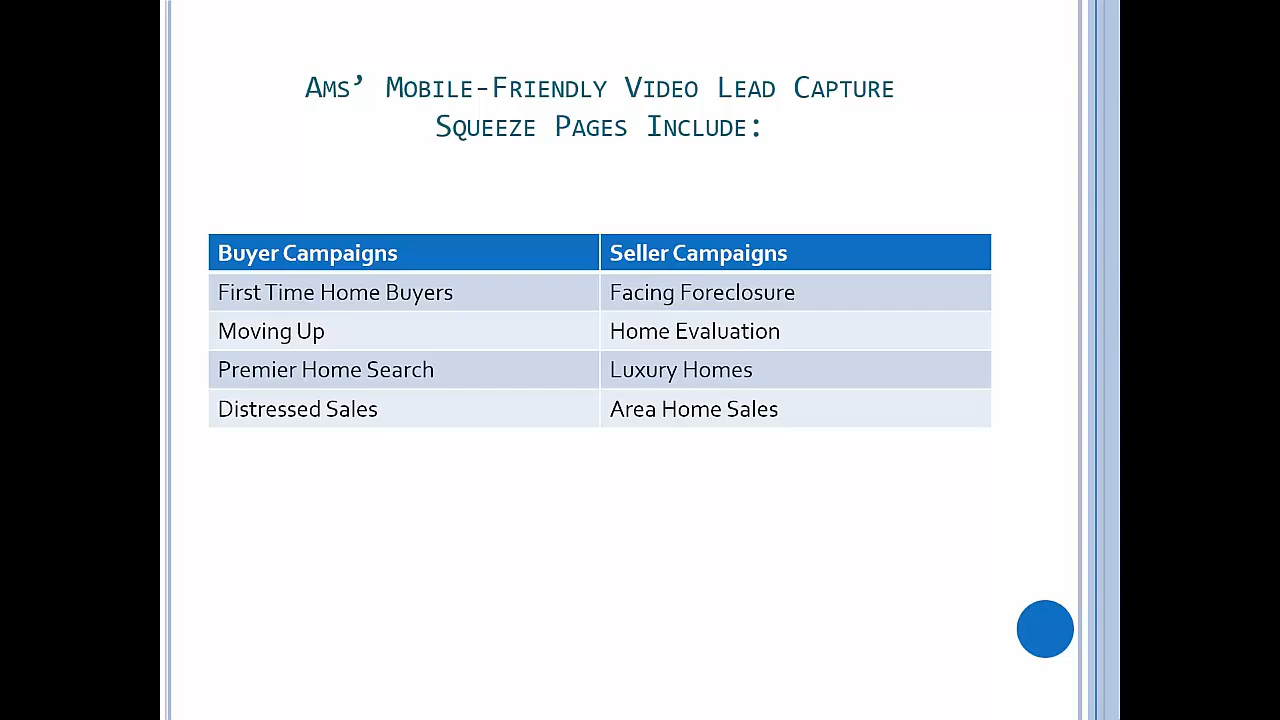 Ams’ Mobile-Friendly Video Lead Capture
Squeeze Pages Include:
Buyer Campaigns Seller Campaigns
First Time Home Buyers Facing Foreclosure
Moving Up Home Evaluation
Premier Home Search Luxury Homes
Distressed Sales Area Home Sales